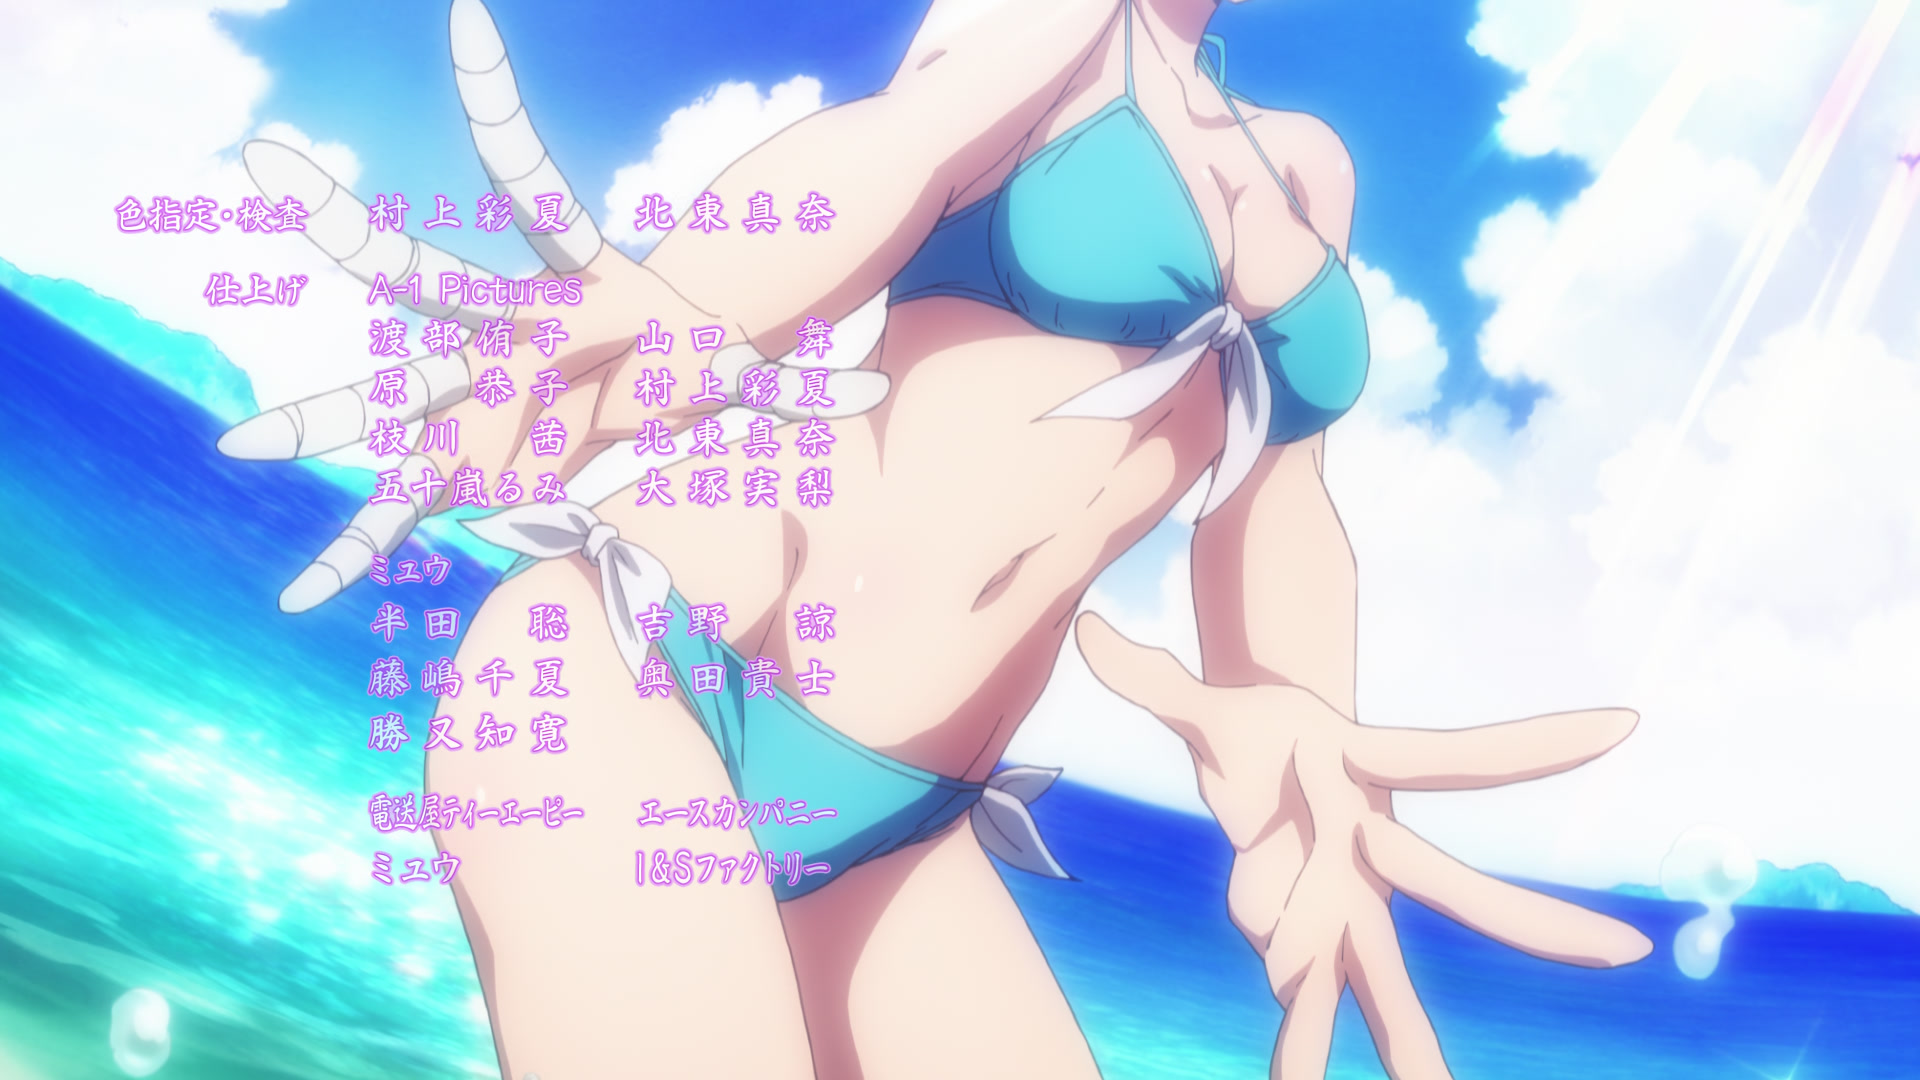 色指定・検査 村上彩夏 北東真奈
仕上げ A-1 Pictures
渡部侑子 山口舞
原恭子 村上彩夏
枝川茜 北東真奈
五十嵐るみ 大塚実梨
ミュウ
半田聡 吉野諒
藤嶋千夏 奥田貴士
勝又知寛
電送屋ティーエーピー エースカンパニー
ミュウ I&Sファクトリー